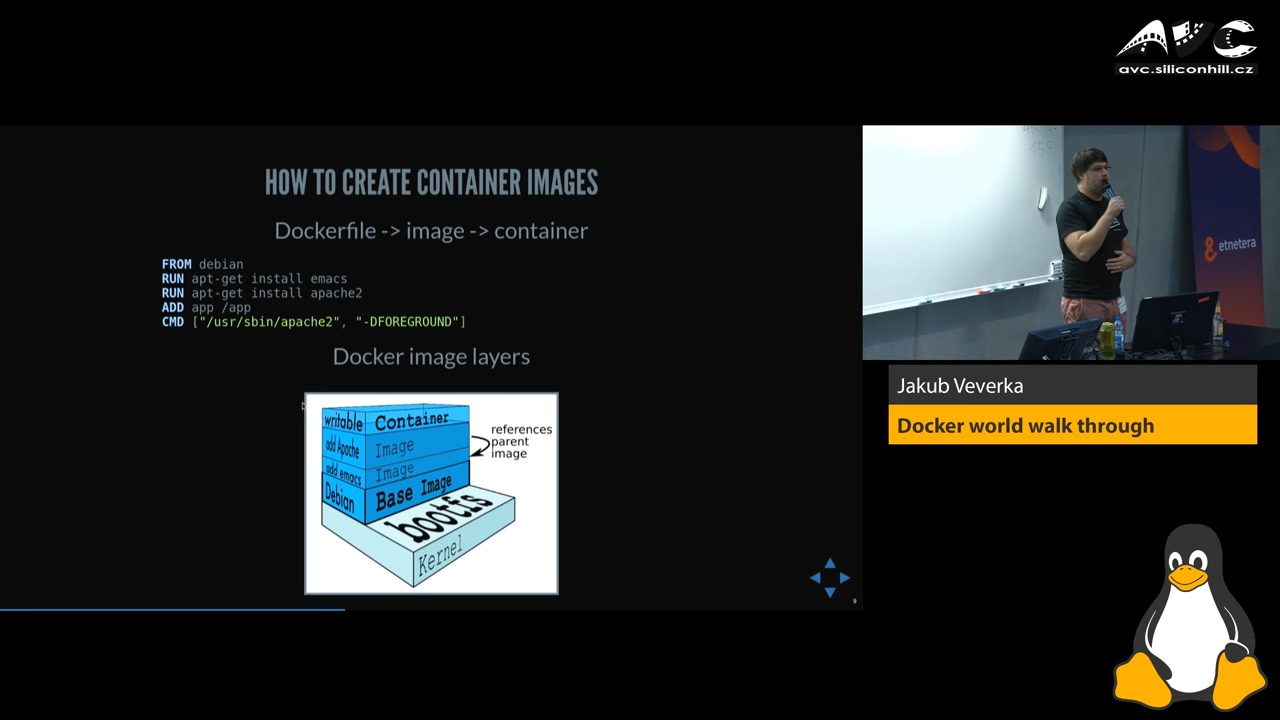 AVC
avc.siliconhill.cz
HOW TO CREATE CONTAINER IMAGES
Dockerfile -> image -> container
FROM debian
RUN apt-get install emacs
RUN apt-get install apache2
ADD app /app
CMD ["/usr/sbin/apache2", "-DFOREGROUND"]
Docker image layers
writable Container
add Apache Image
add emacs Image
Debian Base Image
references
parent
image
bootfs
Kernel
9
etnetera
Jakub Veverka
Docker world walk through